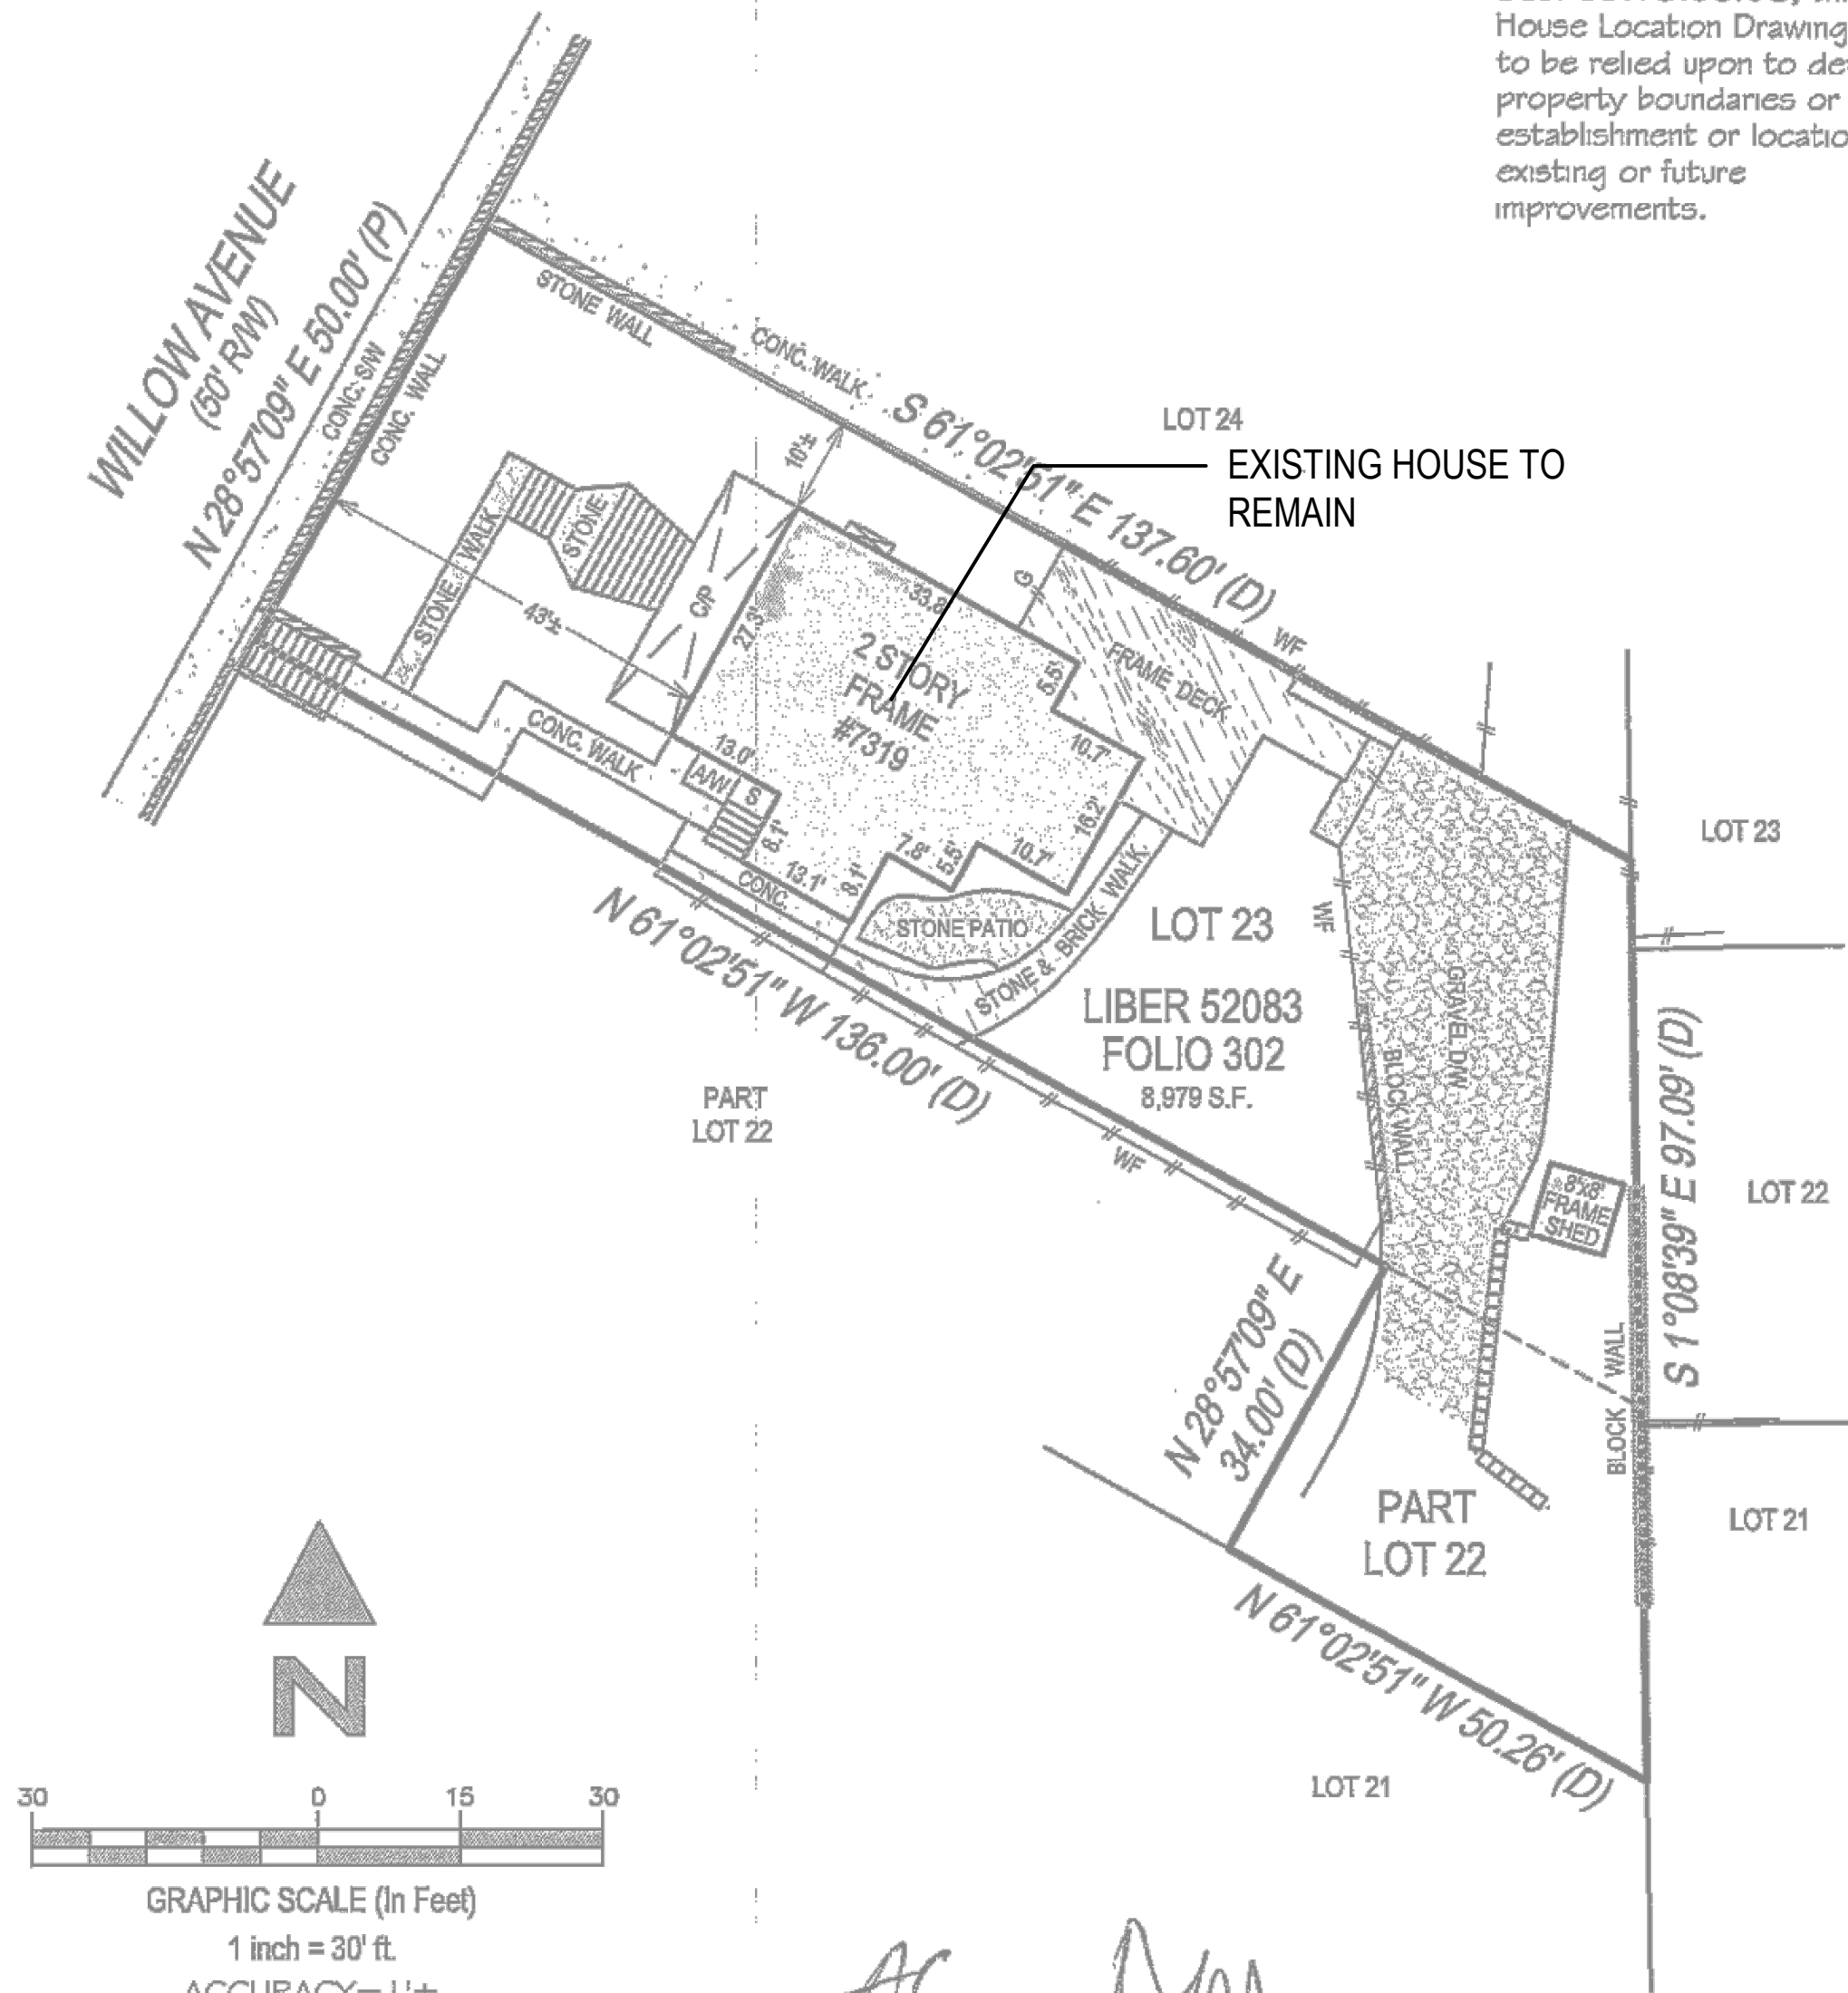 House Location Drawing
to be relied upon to de
property boundaries or
establishment or locatio
existing or future
improvements.
WILLOW AVENUE
(50' R/W)
N 28°57'09" E 50.00' (P)
CONC. S/W
CONC. WALL
STONE WALL
CONC. WALK
S 61°02'51" E 137.60' (D)
LOT 24
EXISTING HOUSE TO
REMAIN
10'±
STONE WALK
STONE
43'±
C/P
27.3'
33.8'
G
WF
2 STORY
FRAME
#7319
5.5'
FRAME DECK
10.7'
16.2'
CONC. WALK
13.0'
A/W
S
8.1'
13.1'
8.1'
7.8'
5.5'
10.7'
CONC.
STONE PATIO
STONE & BRICK WALK
N 61°02'51" W 136.00' (D)
LOT 23
LIBER 52083
FOLIO 302
8,979 S.F.
WF
GRAVEL D/W
BLOCK WALL
LOT 23
S 1°08'39" E 97.09' (D)
PART
LOT 22
WF
8'X8'
FRAME
SHED
LOT 22
N 28°57'09" E
34.00' (D)
BLOCK WALL
PART
LOT 22
LOT 21
N 61°02'51" W 50.26' (D)
LOT 21
N
30 0 15 30
GRAPHIC SCALE (In Feet)
1 inch = 30' ft.
ACCURACY= 1'±